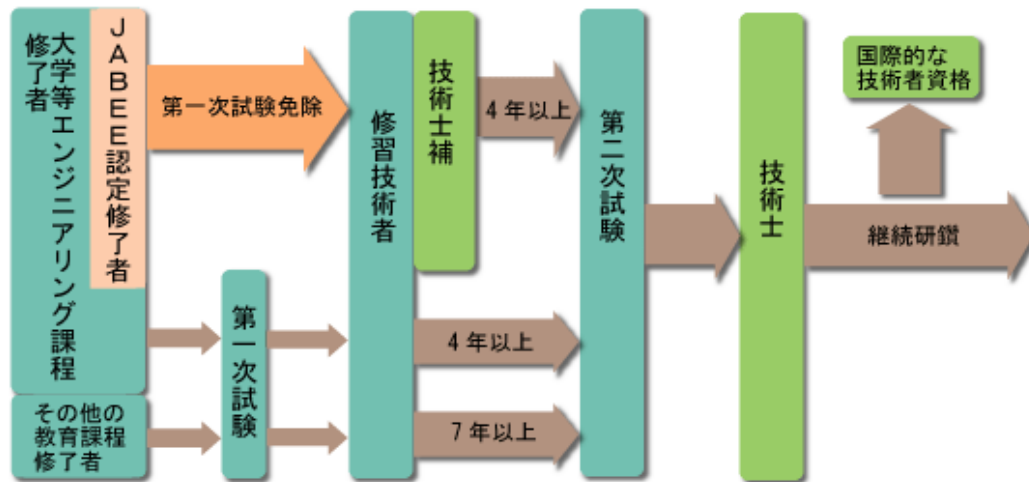 大学等エンジニアリング課程
修了者
JABEE認定修了者
第一次試験免除
修習技術者
技術士補
4年以上
第二次試験
技術士
国際的な
技術者資格
継続研鑽
第一次試験
4年以上
その他の
教育課程
修了者
7年以上